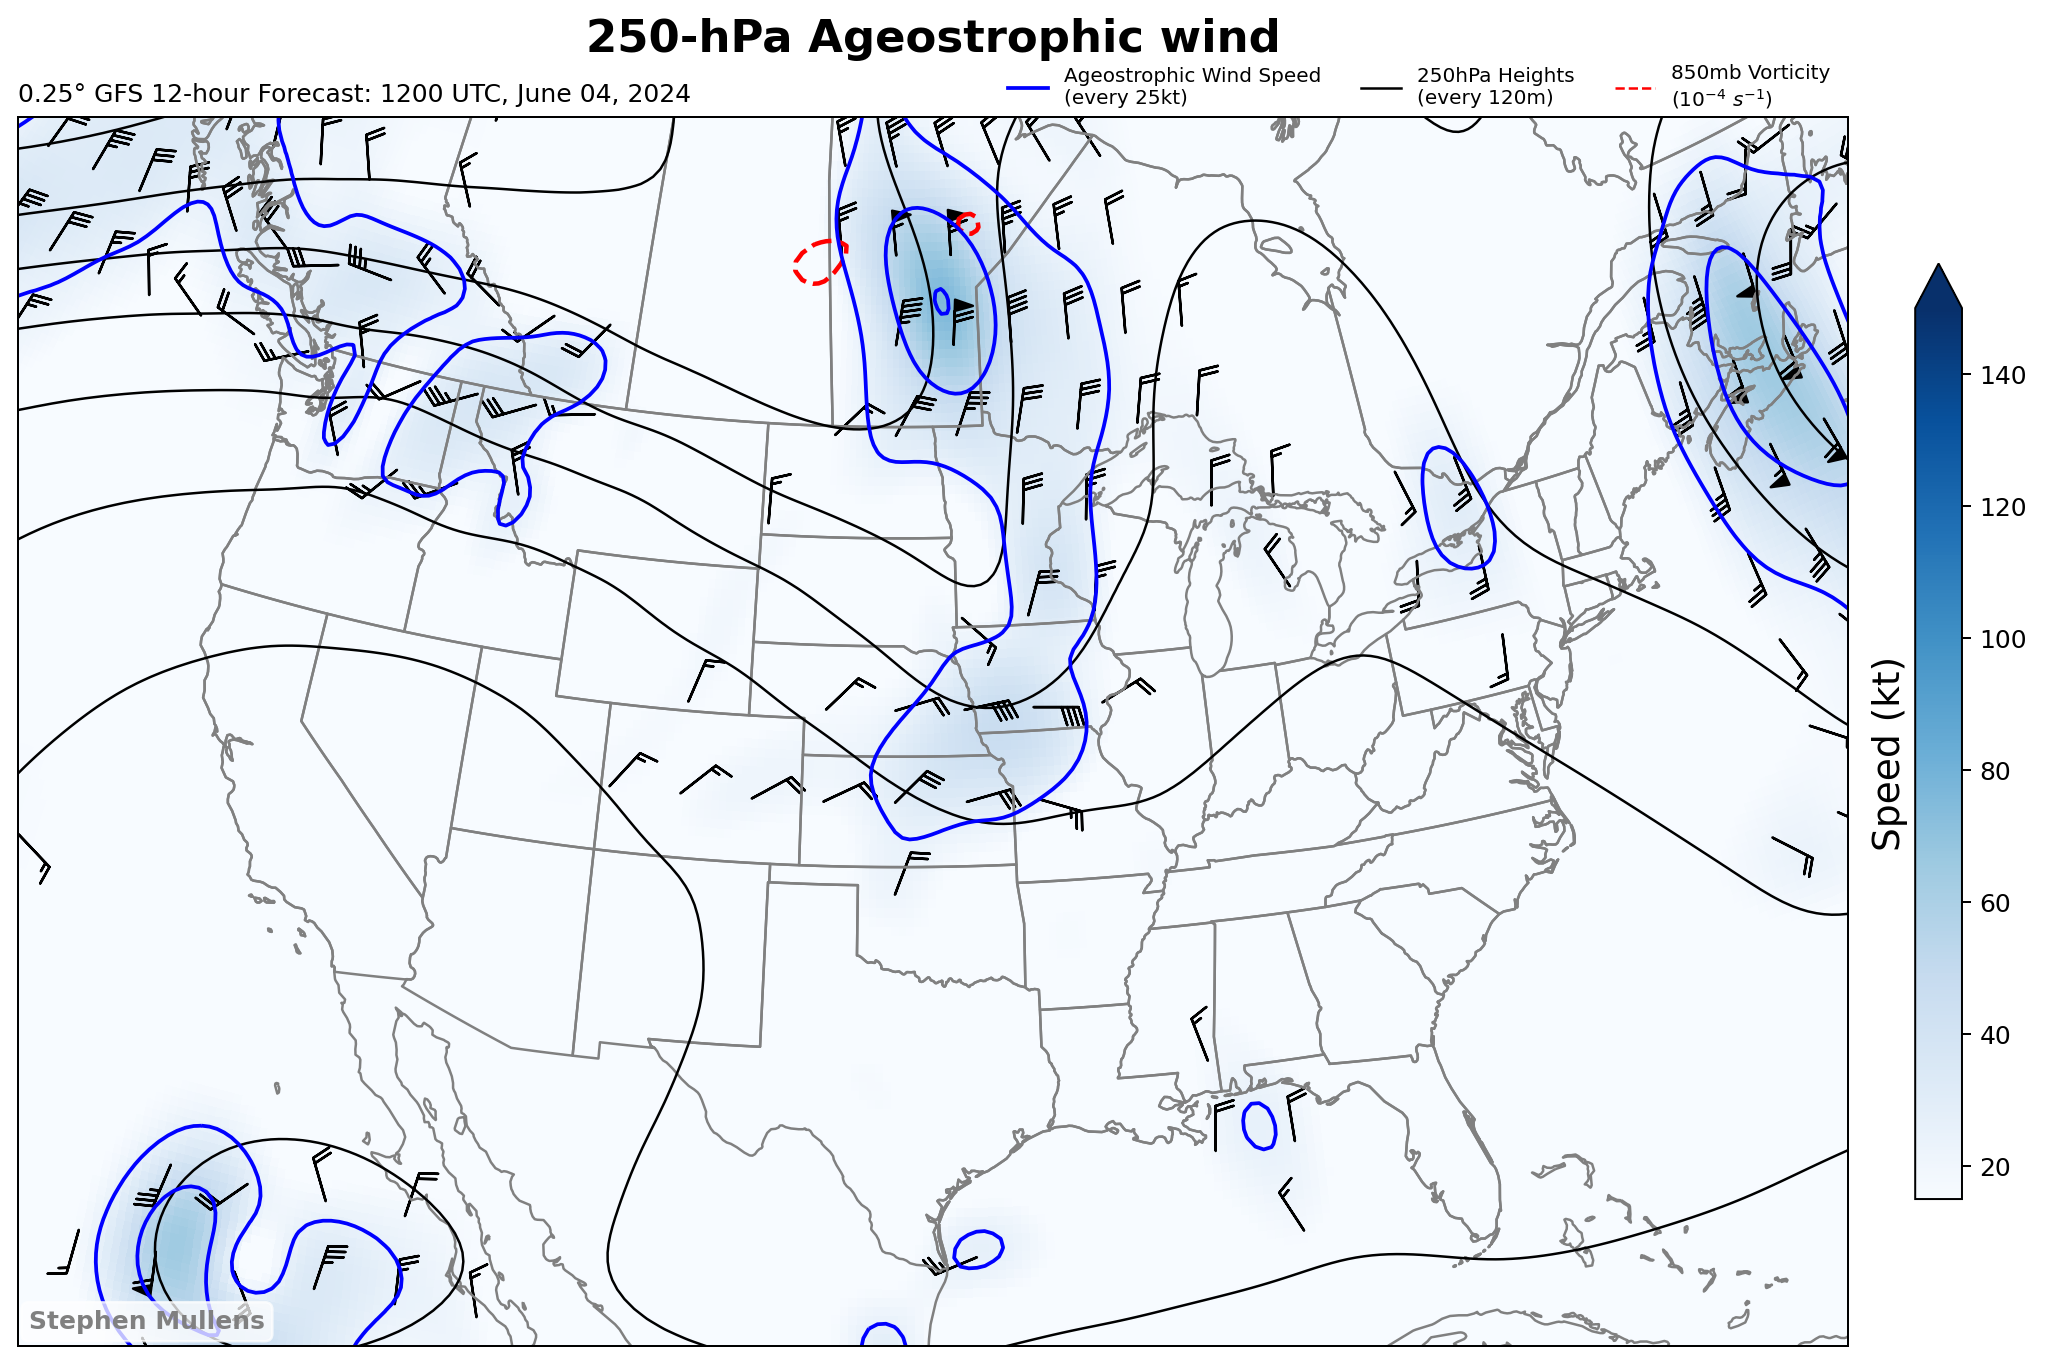 250-hPa Ageostrophic wind
0.25° GFS 12-hour Forecast: 1200 UTC, June 04, 2024
Ageostrophic Wind Speed
(every 25kt)
250hPa Heights
(every 120m)
850mb Vorticity
(10⁻⁴ s⁻¹)
140
120
100
80
60
40
20
Speed (kt)
Stephen Mullens